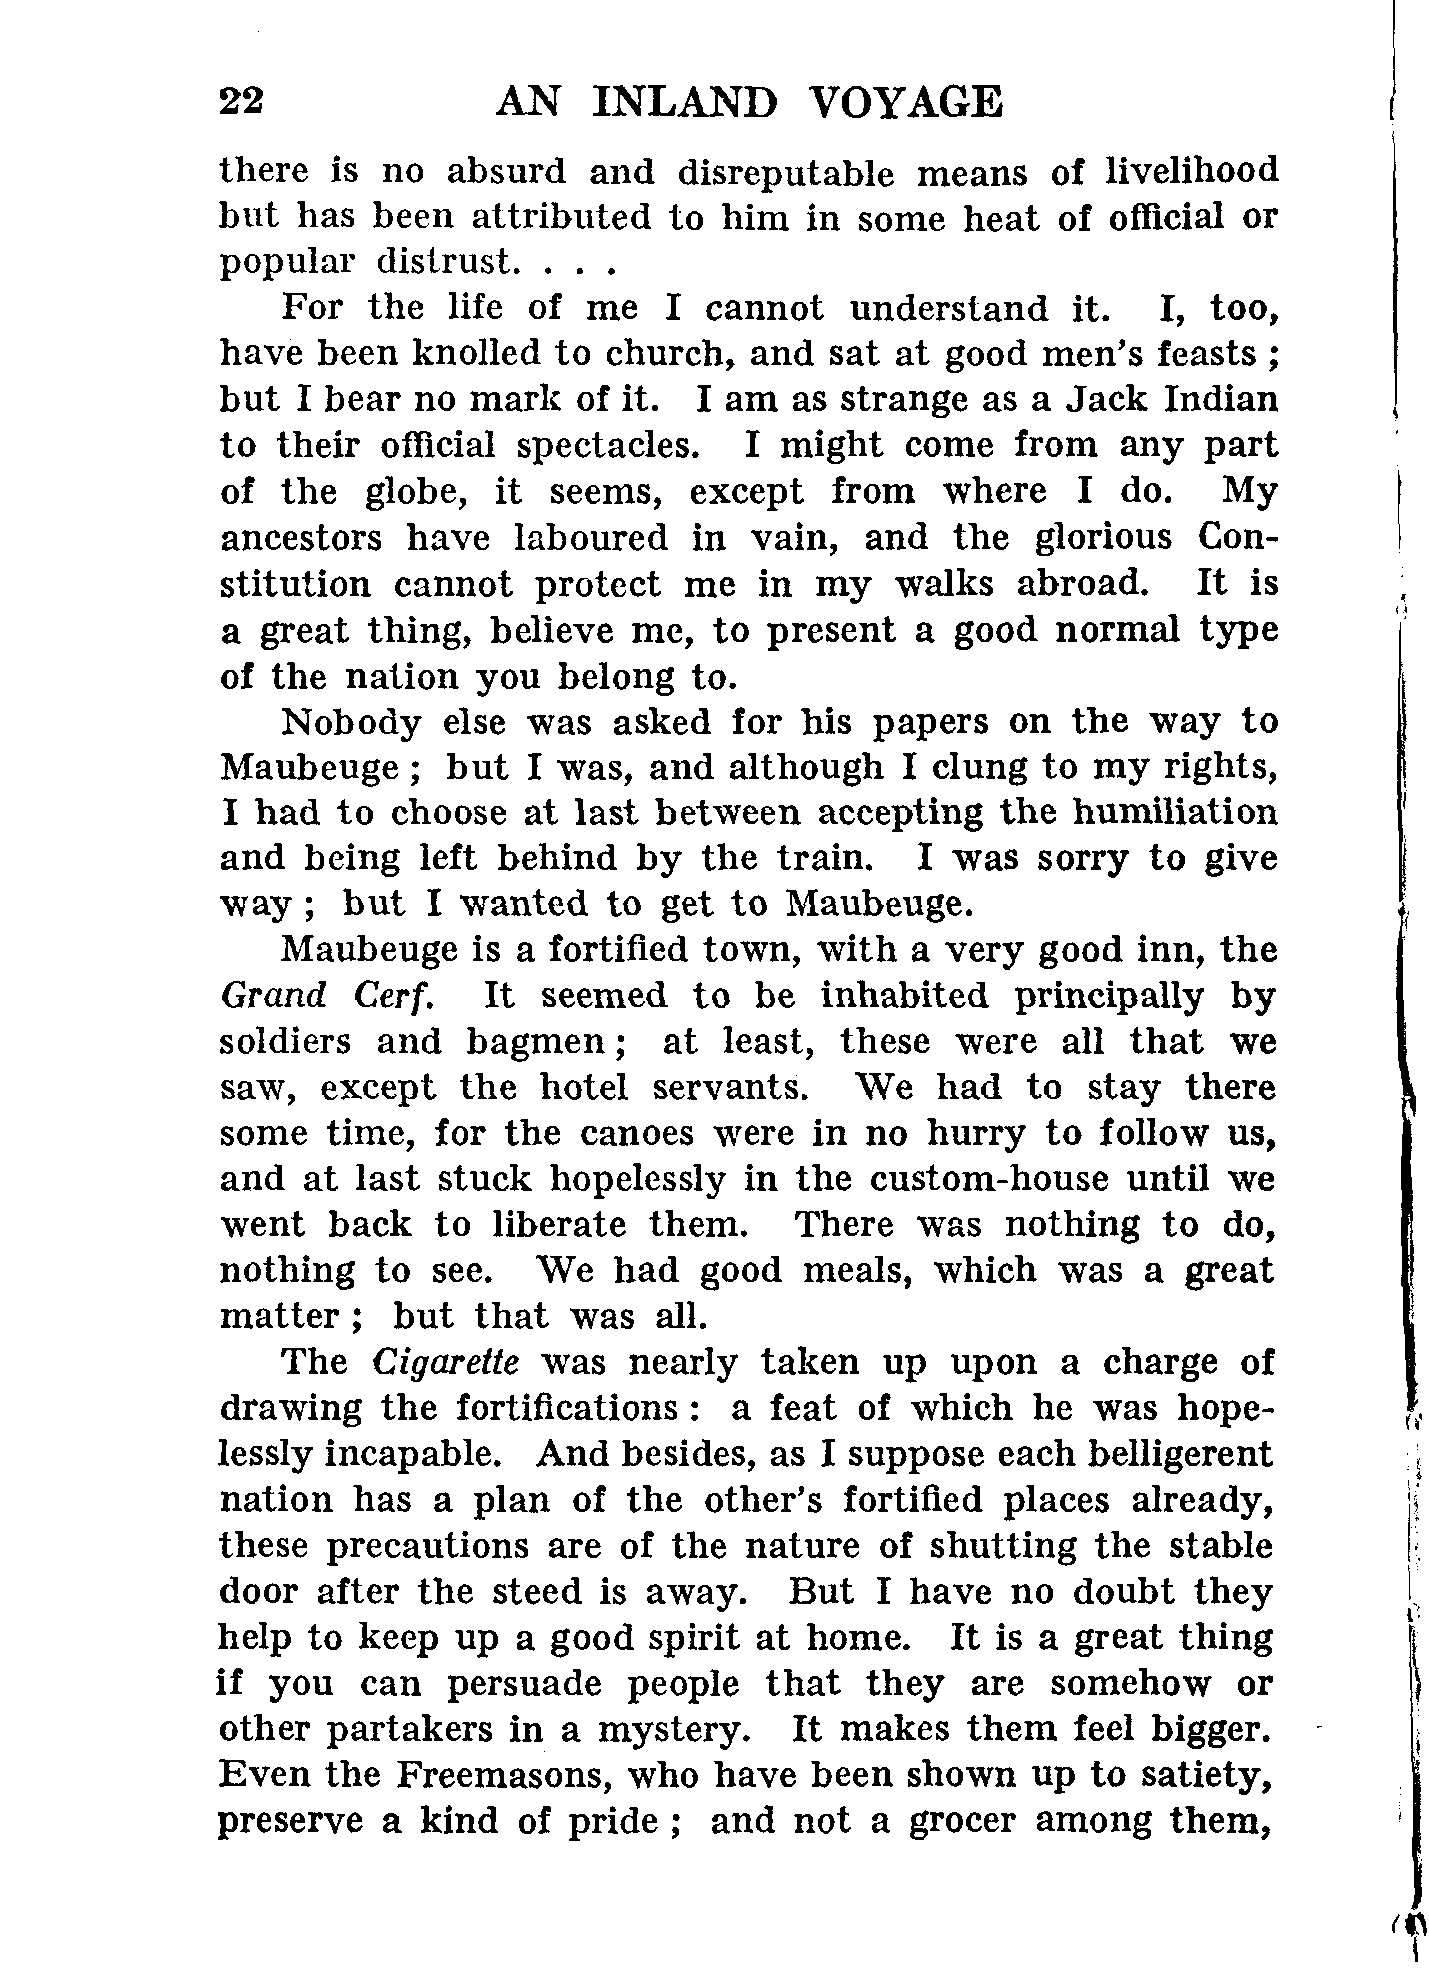 22 AN INLAND VOYAGE
there is no absurd and disreputable means of livelihood
but has been attributed to him in some heat of official or
popular distrust. . . .
For the life of me I cannot understand it. I, too,
have been knolled to church, and sat at good men's feasts ;
but I bear no mark of it. I am as strange as a Jack Indian
to their official spectacles. I might come from any part
of the globe, it seems, except from where I do. My
ancestors have laboured in vain, and the glorious Con-
stitution cannot protect me in my walks abroad. It is
a great thing, believe me, to present a good normal type
of the nation you belong to.
Nobody else was asked for his papers on the way to
Maubeuge ; but I was, and although I clung to my rights,
I had to choose at last between accepting the humiliation
and being left behind by the train. I was sorry to give
way ; but I wanted to get to Maubeuge.
Maubeuge is a fortified town, with a very good inn, the
Grand Cerf. It seemed to be inhabited principally by
soldiers and bagmen ; at least, these were all that we
saw, except the hotel servants. We had to stay there
some time, for the canoes were in no hurry to follow us,
and at last stuck hopelessly in the custom-house until we
went back to liberate them. There was nothing to do,
nothing to see. We had good meals, which was a great
matter ; but that was all.
The Cigarette was nearly taken up upon a charge of
drawing the fortifications : a feat of which he was hope-
lessly incapable. And besides, as I suppose each belligerent
nation has a plan of the other's fortified places already,
these precautions are of the nature of shutting the stable
door after the steed is away. But I have no doubt they
help to keep up a good spirit at home. It is a great thing
if you can persuade people that they are somehow or
other partakers in a mystery. It makes them feel bigger.
Even the Freemasons, who have been shown up to satiety,
preserve a kind of pride ; and not a grocer among them,